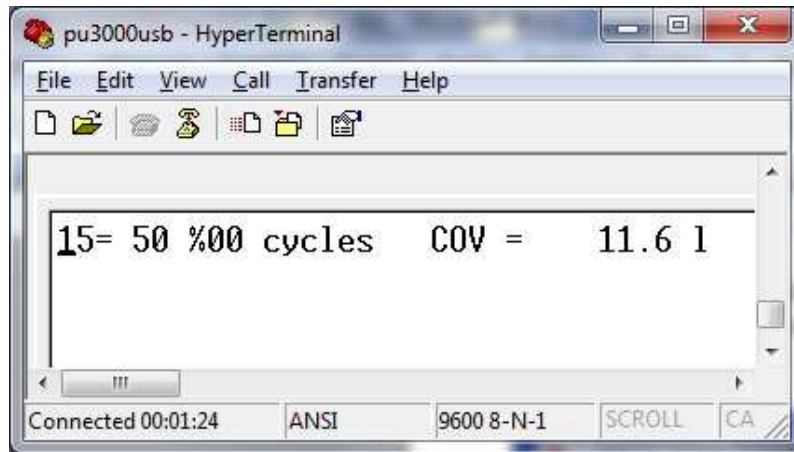 pu3000usb - HyperTerminal
File Edit View Call Transfer Help
15= 50 %00 cycles COV = 11.6 l
Connected 00:01:24 ANSI 9600 8-N-1 SCROLL CA